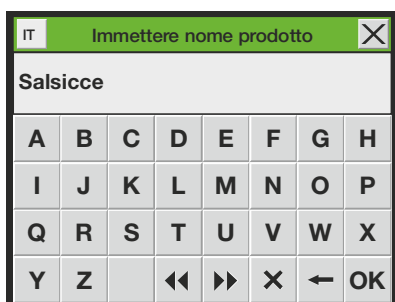 IT Immettere nome prodotto
Salsicce
A B C D E F G H
I J K L M N O P
Q R S T U V W X
Y Z OK